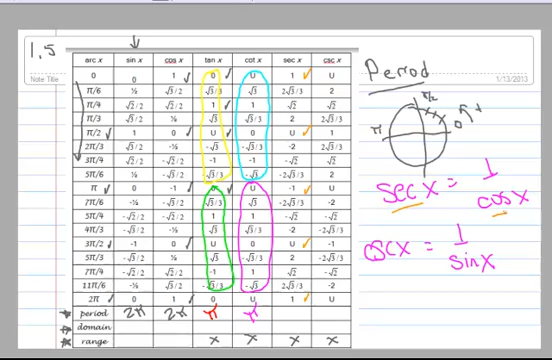 1.5
Note Title
1/13/2013
arc x sin x cos x tan x cot x sec x csc x
0 0 1 0 U 1 U
π/6 ½ √3/2 √3/3 √3 2√3/3 2
π/4 √2/2 √2/2 1 1 √2 √2
π/3 √3/2 ½ √3 √3/3 2 2√3/3
π/2 1 0 U 0 U 1
2π/3 √3/2 -½ -√3 -√3/3 -2 2√3/3
3π/4 √2/2 -√2/2 -1 -1 -√2 √2
5π/6 ½ -√3/2 -√3/3 -√3 -2√3/3 2
π 0 -1 0 U -1 U
7π/6 -½ -√3/2 √3/3 √3 -2√3/3 -2
5π/4 -√2/2 -√2/2 1 1 -√2 -√2
4π/3 -√3/2 -½ √3 √3/3 -2 -2√3/3
3π/2 -1 0 U 0 U -1
5π/3 -√3/2 ½ -√3 -√3/3 2 -2√3/3
7π/4 -√2/2 √2/2 -1 -1 √2 -√2
11π/6 -½ √3/2 -√3/3 -√3 2√3/3 -2
2π 0 1 0 U 1 U
period 2π 2π π π
domain
range x x x x
Period
π/2
π 0 +
sec x = 1/cos x
csc x = 1/sin x